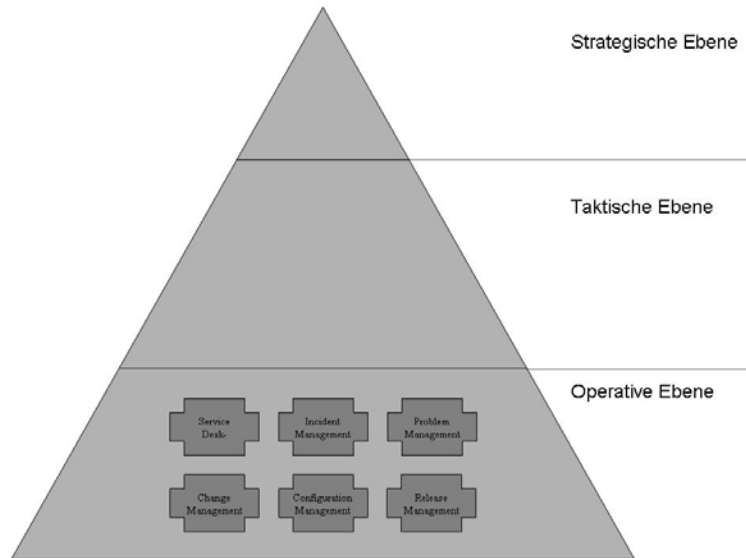 Strategische Ebene
Taktische Ebene
Operative Ebene
Service
Desk-
Incident
Management
Problem
Management
Change
Management
Configuration
Management
Release
Management